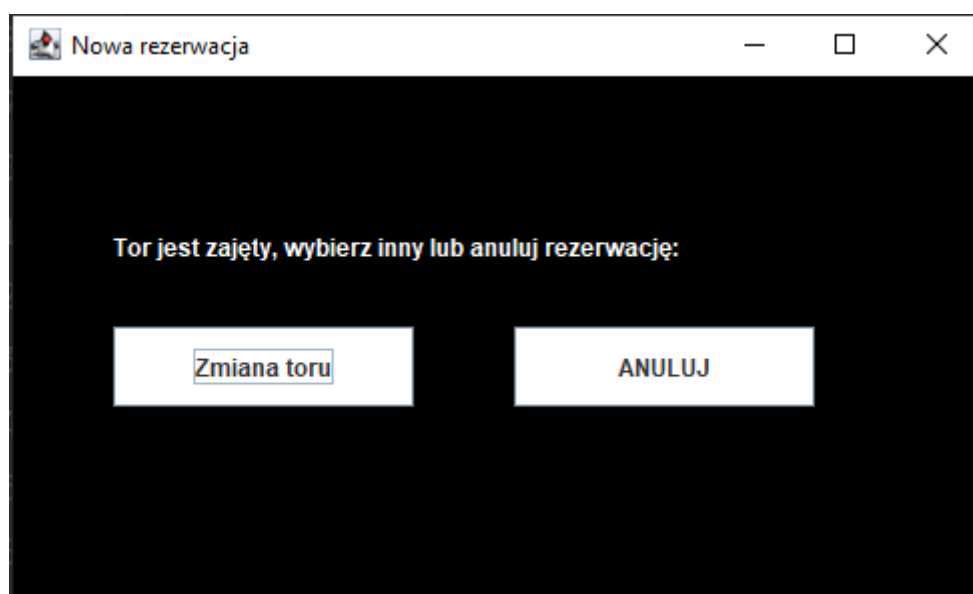 Nowa rezerwacja
Tor jest zajęty, wybierz inny lub anuluj rezerwację:
Zmiana toru
ANULUJ